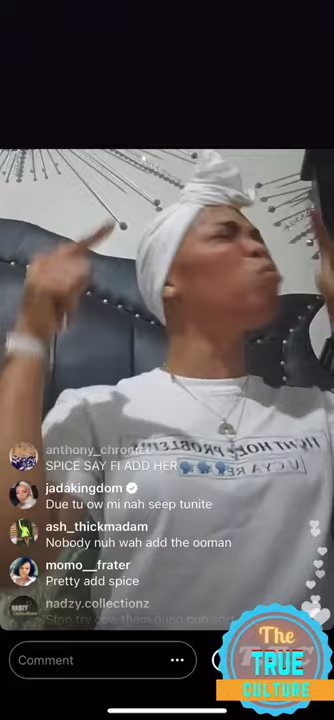 anthony_chromczz
SPICE SAY FI ADD HER🗣️🗣️🗣️
jadakingdom
Due tu ow mi nah seep tunite
ash_thickmadam
Nobody nuh wah add the ooman
momo__frater
Pretty add spice
nadzy.collectionz
Comment
The
TRUE
CULTURE